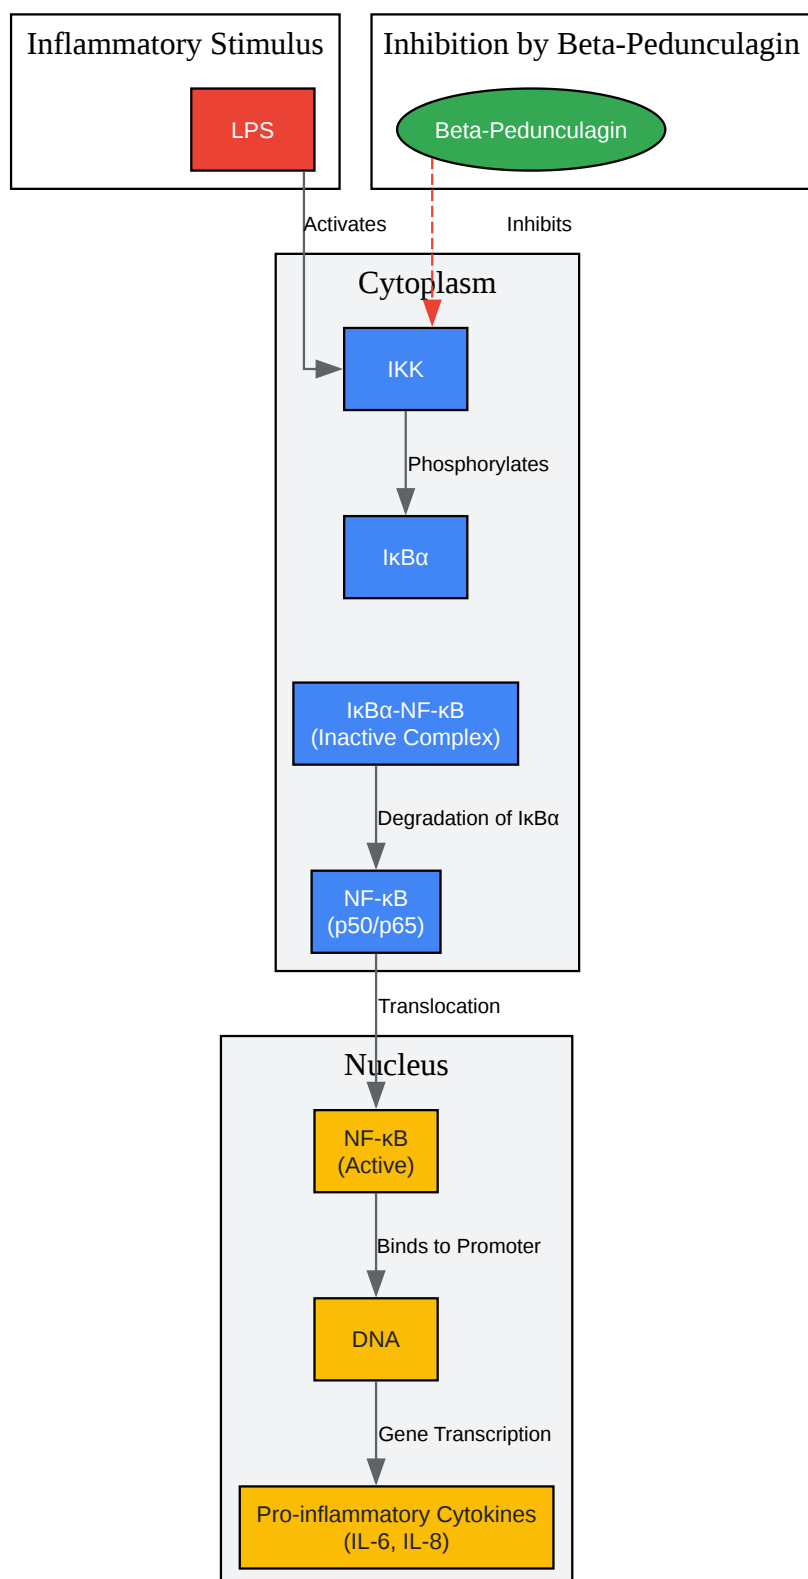 Inflammatory Stimulus
Inhibition by Beta-Pedunculagin
LPS
Beta-Pedunculagin
Activates
Inhibits
Cytoplasm
IKK
Phosphorylates
IκBα
IκBα-NF-κB
(Inactive Complex)
Degradation of IκBα
NF-κB
(p50/p65)
Translocation
Nucleus
NF-κB
(Active)
Binds to Promoter
DNA
Gene Transcription
Pro-inflammatory Cytokines
(IL-6, IL-8)